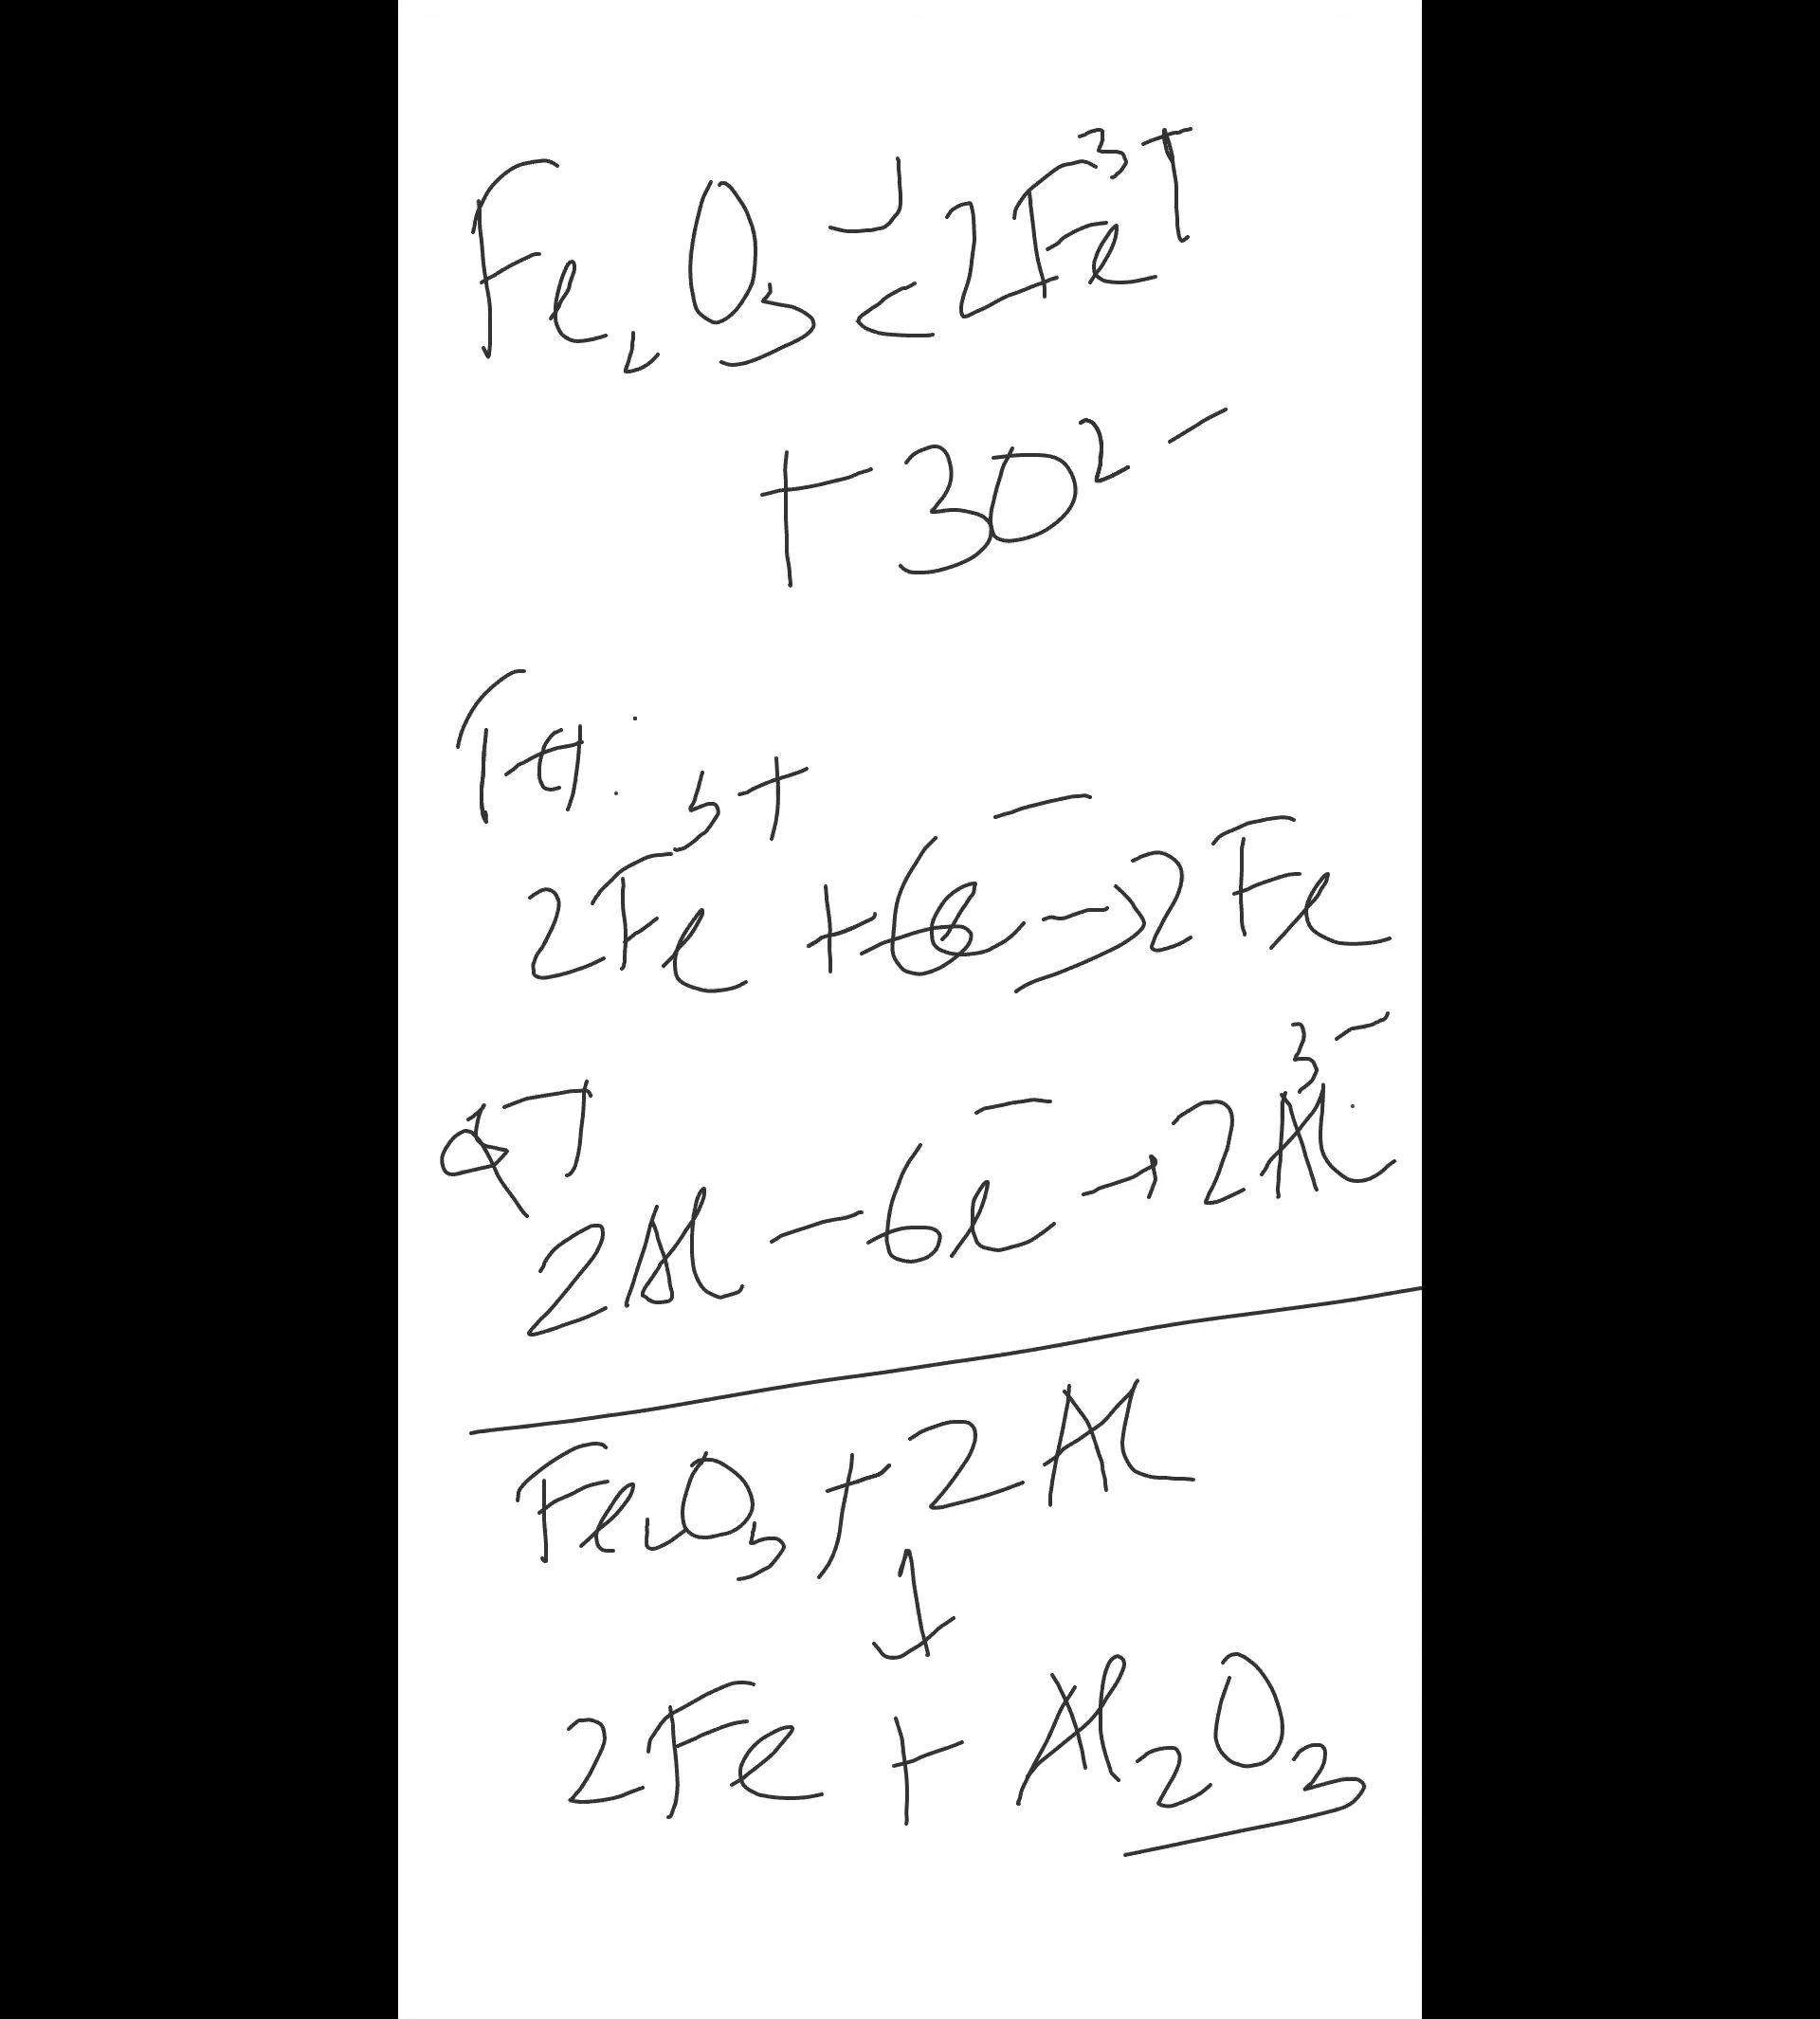 Fe₂O₃ ⇌ 2Fe³⁺
+ 3O²⁻
2Fe³⁺ + 6e⁻ → 2Fe
2Al - 6e⁻ → 2Al³⁻
Fe₂O₃ + 2Al
↓
2Fe + Al₂O₃